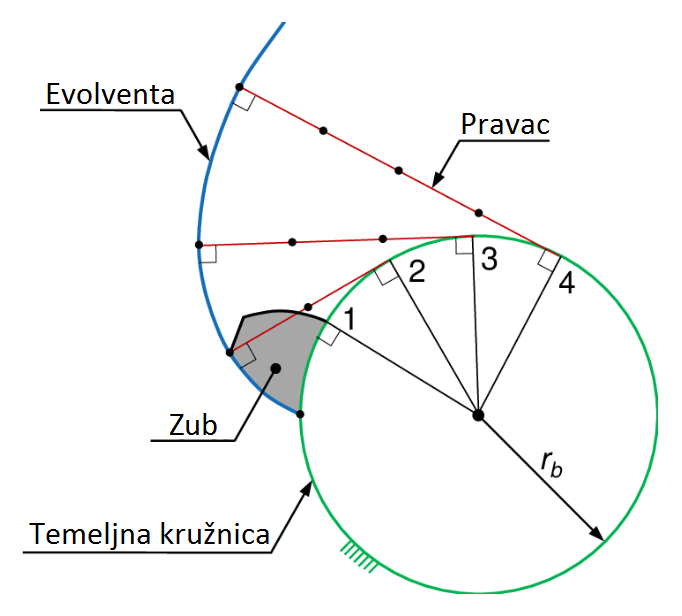 Evolventa
Pravac
1
2
3
4
Zub
r_b
Temeljna kružnica